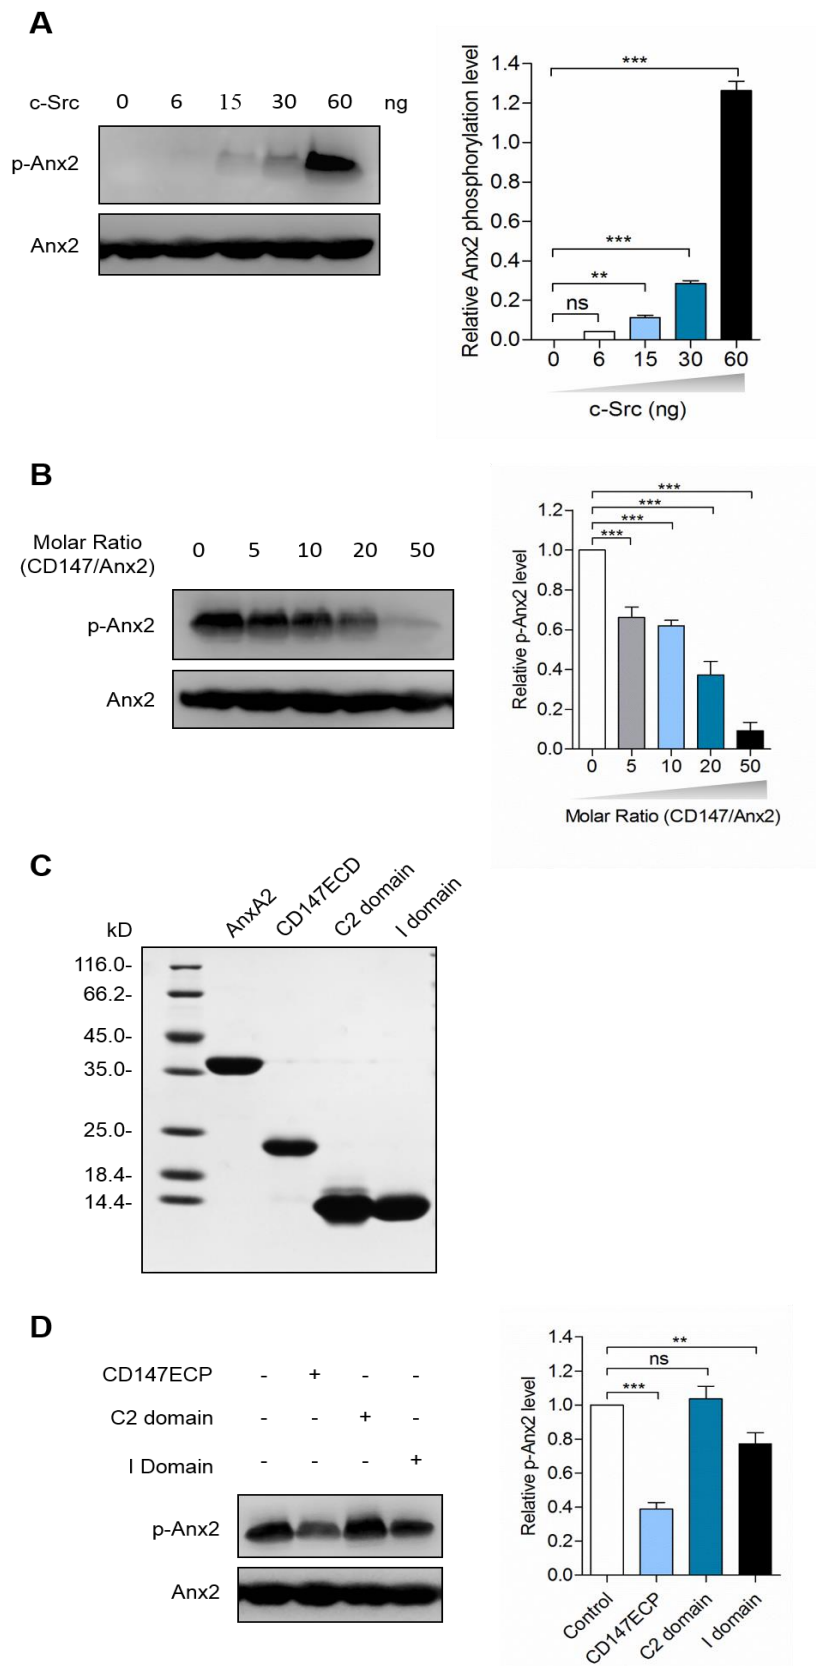 A
c-Src 0 6 15 30 60 ng
p-Anx2
Anx2
Relative Anx2 phosphorylation level
1.4
1.2
1.0
0.8
0.6
0.4
0.2
0.0
***
***
**
ns
0 6 15 30 60
c-Src (ng)
B
Molar Ratio
(CD147/Anx2)
0 5 10 20 50
p-Anx2
Anx2
Relative p-Anx2 level
1.2
1.0
0.8
0.6
0.4
0.2
0.0
***
***
***
***
0 5 10 20 50
Molar Ratio (CD147/Anx2)
C
kD
AnxA2
CD147ECD
C2 domain
I domain
116.0-
66.2-
45.0-
35.0-
25.0-
18.4-
14.4-
D
CD147ECP - + - -
C2 domain - - + -
I Domain - - - +
p-Anx2
Anx2
Relative p-Anx2 level
1.4
1.2
1.0
0.8
0.6
0.4
0.2
0.0
**
ns
***
Control
CD147ECP
C2 domain
I domain